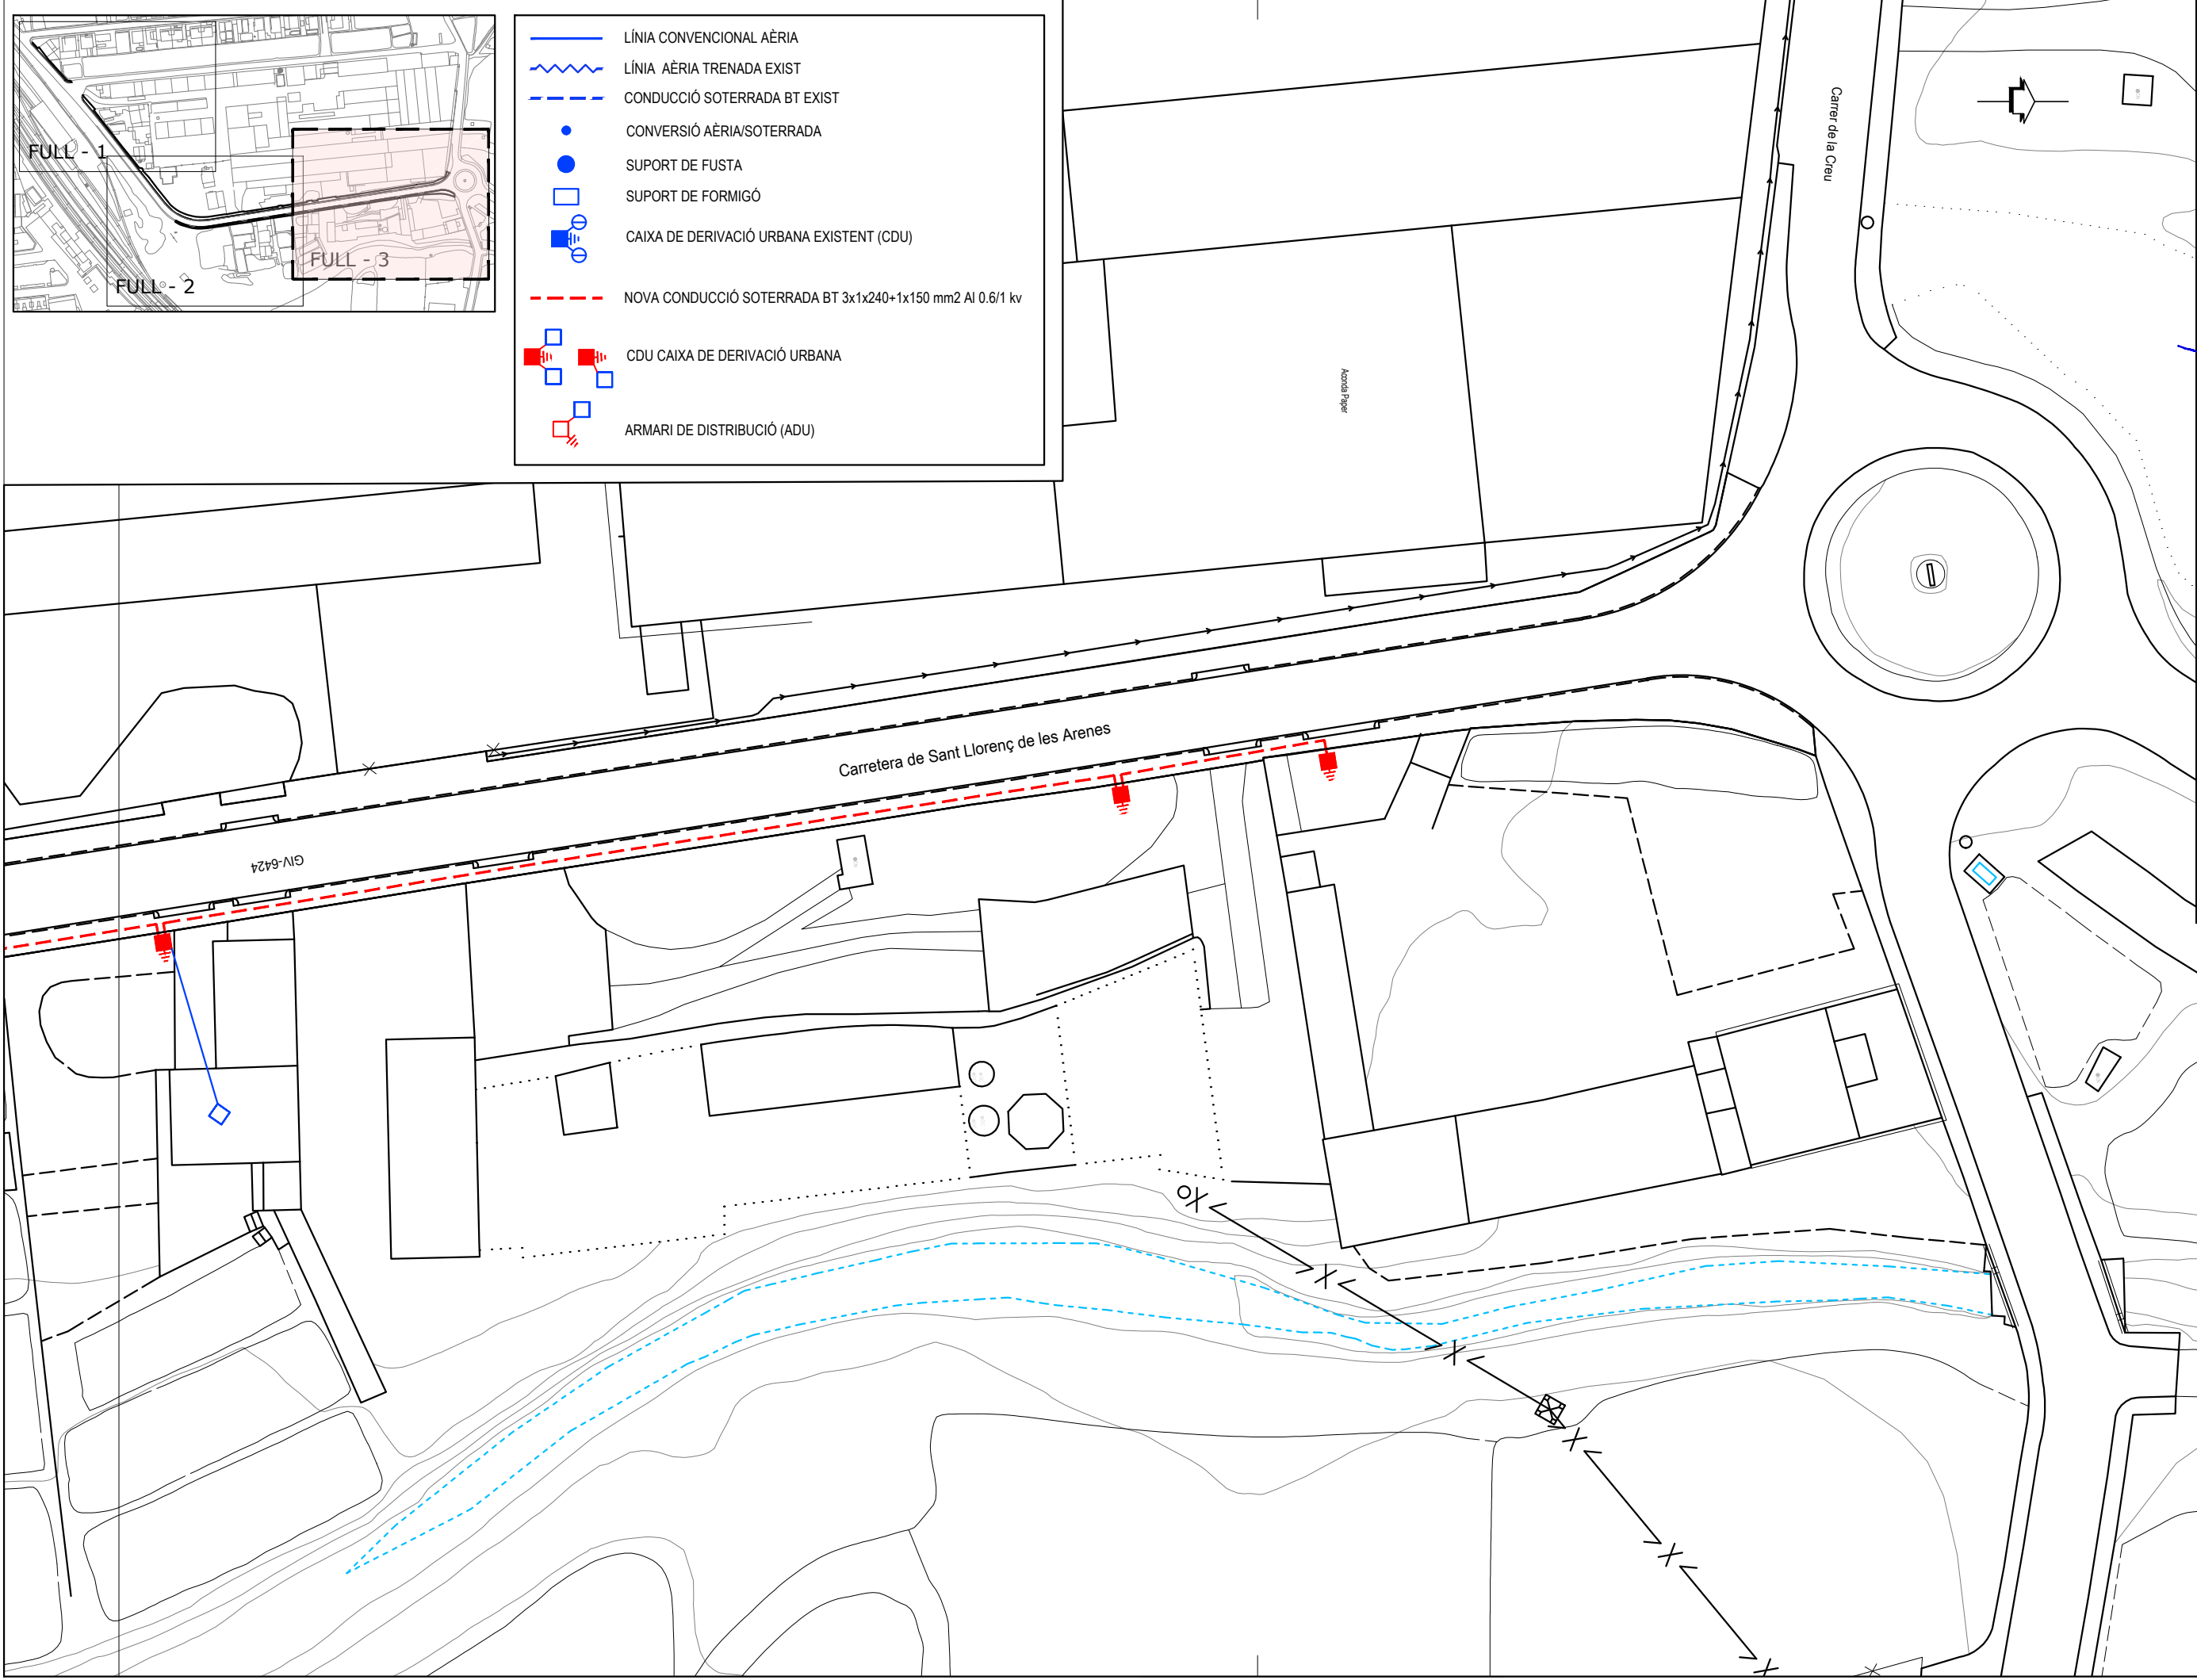 FULL - 1
FULL - 2
FULL - 3
LÍNIA CONVENCIONAL AÈRIA
LÍNIA AÈRIA TRENADA EXIST
CONDUCCIÓ SOTERRADA BT EXIST
CONVERSIÓ AÈRIA/SOTERRADA
SUPORT DE FUSTA
SUPORT DE FORMIGÓ
CAIXA DE DERIVACIÓ URBANA EXISTENT (CDU)
NOVA CONDUCCIÓ SOTERRADA BT 3x1x240+1x150 mm2 Al 0.6/1 kv
CDU CAIXA DE DERIVACIÓ URBANA
ARMARI DE DISTRIBUCIÓ (ADU)
Carrer de la Creu
Aconda Paper
Carretera de Sant Llorenç de les Arenes
GIV-6424